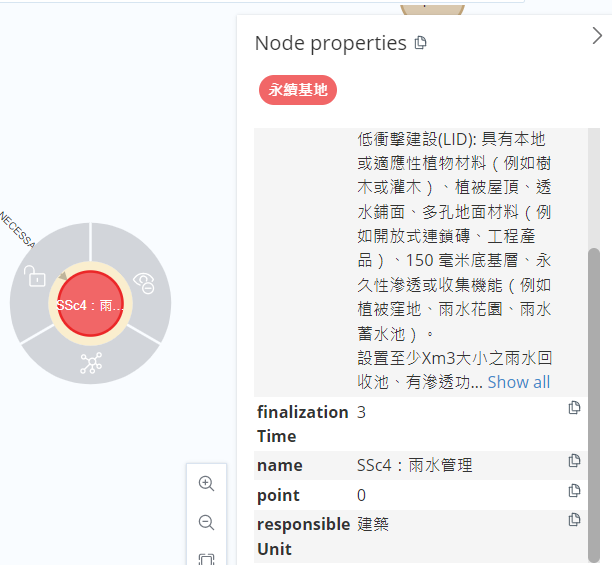 Node properties
永續基地
低衝擊建設(LID): 具有本地
或適應性植物材料（例如樹
木或灌木）、植被屋頂、透
水鋪面、多孔地面材料（例
如開放式連鎖磚、工程產
品）、150 毫米底基層、永
久性滲透或收集機能（例如
植被窪地、雨水花園、雨水
蓄水池）。
設置至少Xm3大小之雨水回
收池、有滲透功... Show all
NECESSA
SSc4：雨...
finalization 3
Time
name SSc4：雨水管理
point 0
responsible 建築
Unit